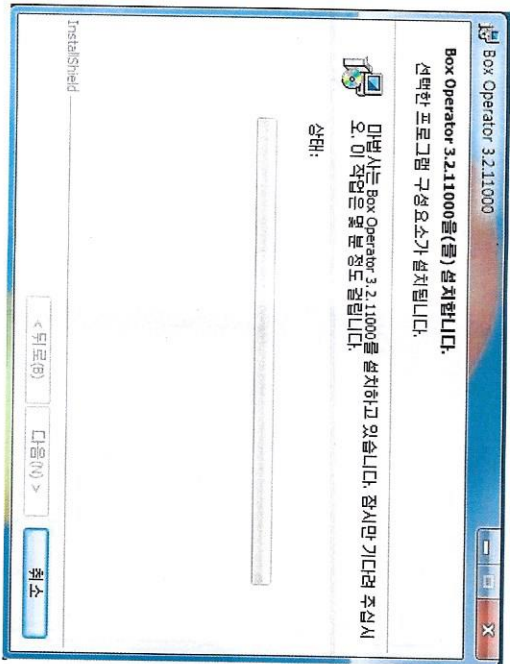 Box Operator 3.2.11000
Box Operator 3.2.11000을(를) 설치합니다.
선택한 프로그램 구성요소가 설치됩니다.
마법사는 Box Operator 3.2.11000를 설치하고 있습니다. 잠시만 기다려 주십시
오. 이 작업은 몇 분 정도 걸립니다.
상태:
InstallShield
< 뒤로(B)
다음(N) >
취소